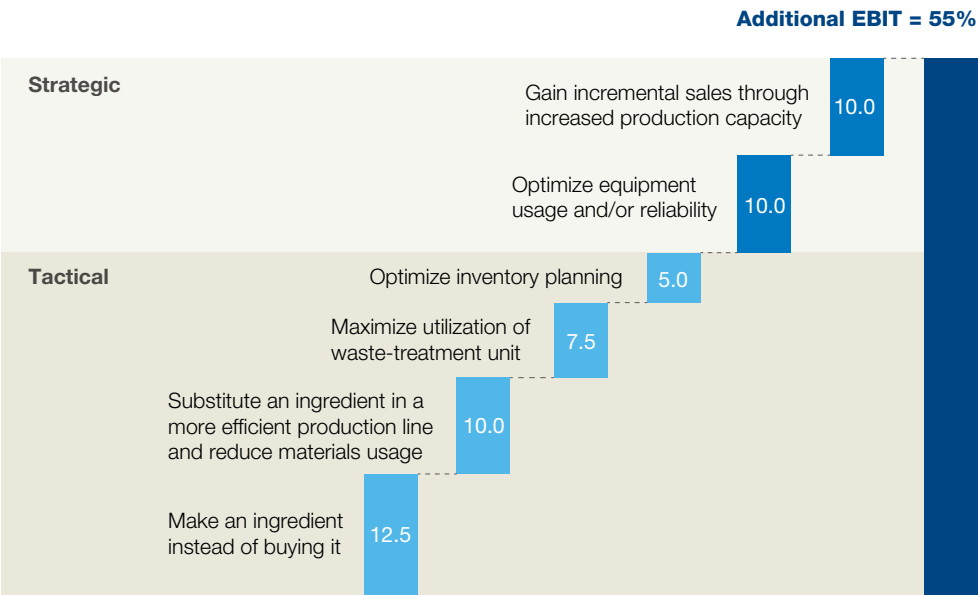 Additional EBIT = 55%
Strategic
Gain incremental sales through
increased production capacity
10.0
Optimize equipment
usage and/or reliability
10.0
Tactical
Optimize inventory planning
5.0
Maximize utilization of
waste-treatment unit
7.5
Substitute an ingredient in a
more efficient production line
and reduce materials usage
10.0
Make an ingredient
instead of buying it
12.5